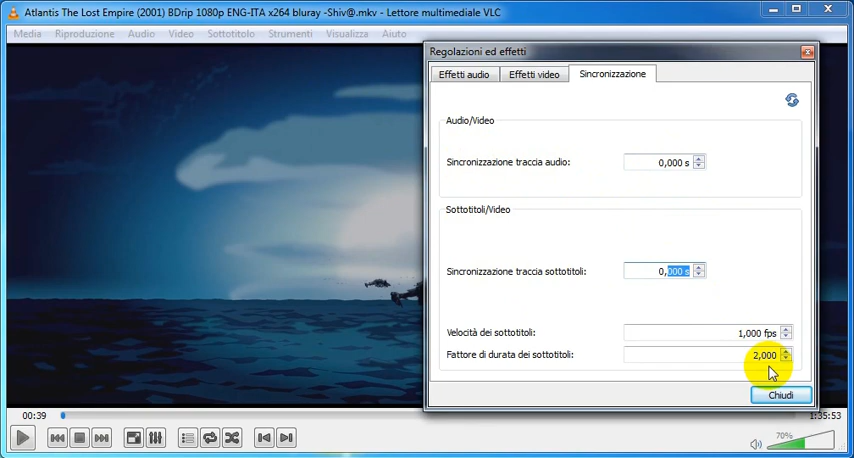 Atlantis The Lost Empire (2001) BDrip 1080p ENG-ITA x264 bluray -Shiv@.mkv - Lettore multimediale VLC
Media Riproduzione Audio Video Sottotitolo Strumenti Visualizza Aiuto
Regolazioni ed effetti
Effetti audio Effetti video Sincronizzazione
Audio/Video
Sincronizzazione traccia audio: 0,000 s
Sottotitoli/Video
Sincronizzazione traccia sottotitoli: 0,000 s
Velocità dei sottotitoli: 1,000 fps
Fattore di durata dei sottotitoli: 2,000
Chiudi
00:39 1:35:53
70%